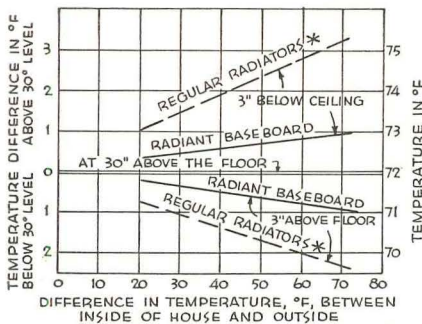 TEMPERATURE DIFFERENCE IN °F
ABOVE 30" LEVEL
BELOW 30" LEVEL
3
2
1
0
1
2
REGULAR RADIATORS *
3" BELOW CEILING
RADIANT BASEBOARD
AT 30" ABOVE THE FLOOR
RADIANT BASEBOARD
3" ABOVE FLOOR
REGULAR RADIATORS *
75
74
73
72
71
70
TEMPERATURE IN °F
0 10 20 30 40 50 60 70 80
DIFFERENCE IN TEMPERATURE, °F, BETWEEN
INSIDE OF HOUSE AND OUTSIDE